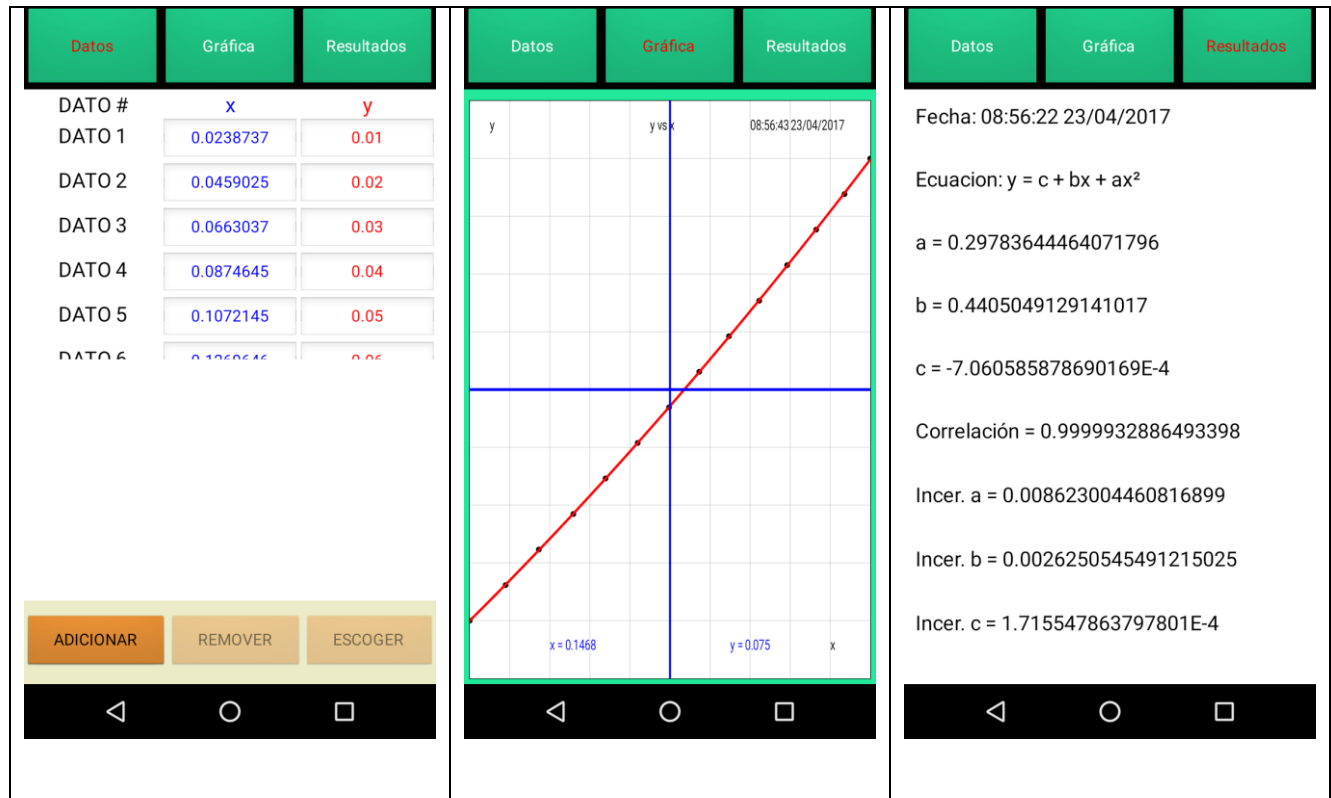 Datos Gráfica Resultados
DATO # x y
DATO 1 0.0238737 0.01
DATO 2 0.0459025 0.02
DATO 3 0.0663037 0.03
DATO 4 0.0874645 0.04
DATO 5 0.1072145 0.05
DATO 6
ADICIONAR REMOVER ESCOGER
Datos Gráfica Resultados
y y vs x 08:56:43 23/04/2017
x = 0.1468 y = 0.075 x
Datos Gráfica Resultados
Fecha: 08:56:22 23/04/2017
Ecuacion: y = c + bx + ax²
a = 0.29783644464071796
b = 0.4405049129141017
c = -7.060585878690169E-4
Correlación = 0.9999932886493398
Incer. a = 0.008623004460816899
Incer. b = 0.0026250545491215025
Incer. c = 1.715547863797801E-4